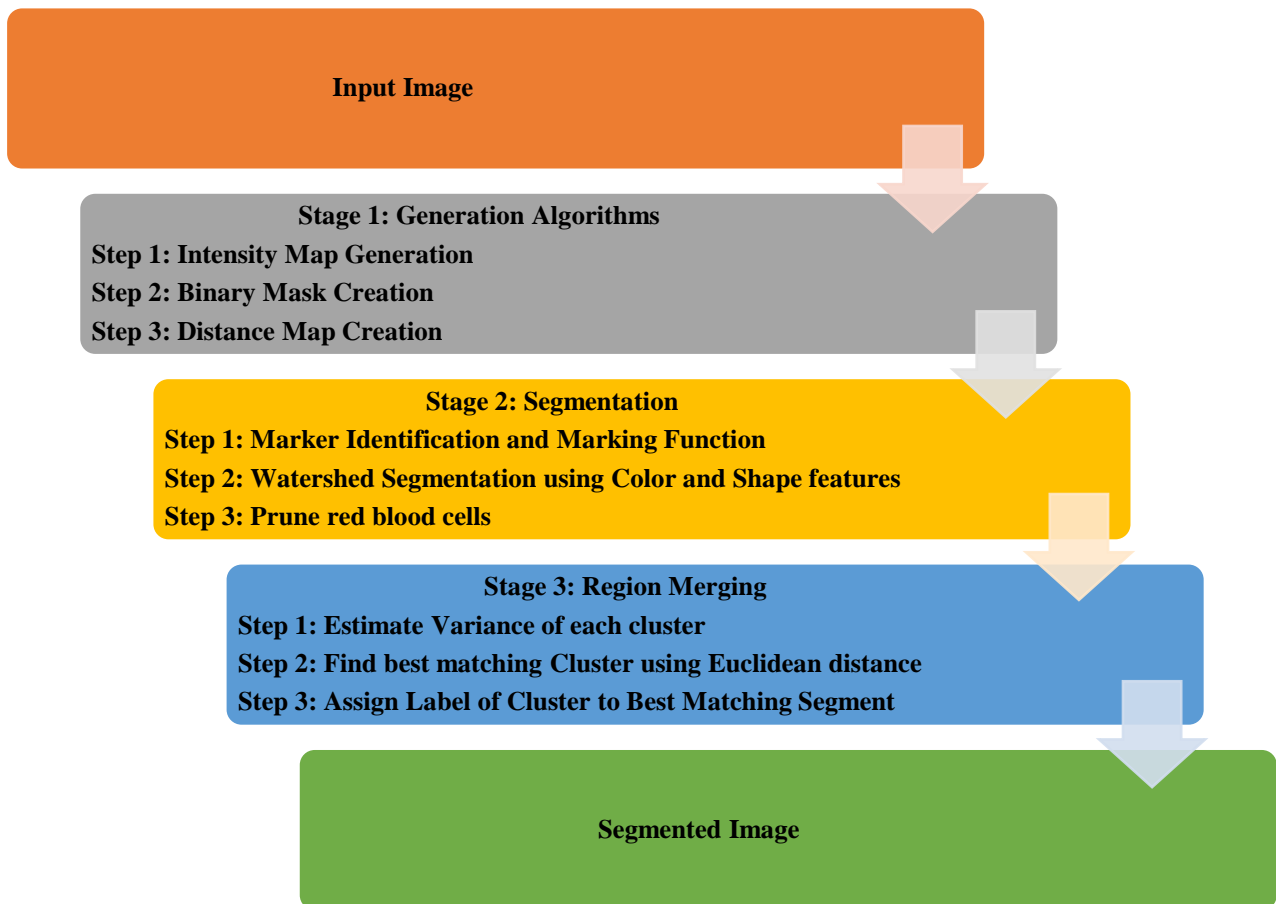 Input Image
Stage 1: Generation Algorithms
Step 1: Intensity Map Generation
Step 2: Binary Mask Creation
Step 3: Distance Map Creation
Stage 2: Segmentation
Step 1: Marker Identification and Marking Function
Step 2: Watershed Segmentation using Color and Shape features
Step 3: Prune red blood cells
Stage 3: Region Merging
Step 1: Estimate Variance of each cluster
Step 2: Find best matching Cluster using Euclidean distance
Step 3: Assign Label of Cluster to Best Matching Segment
Segmented Image